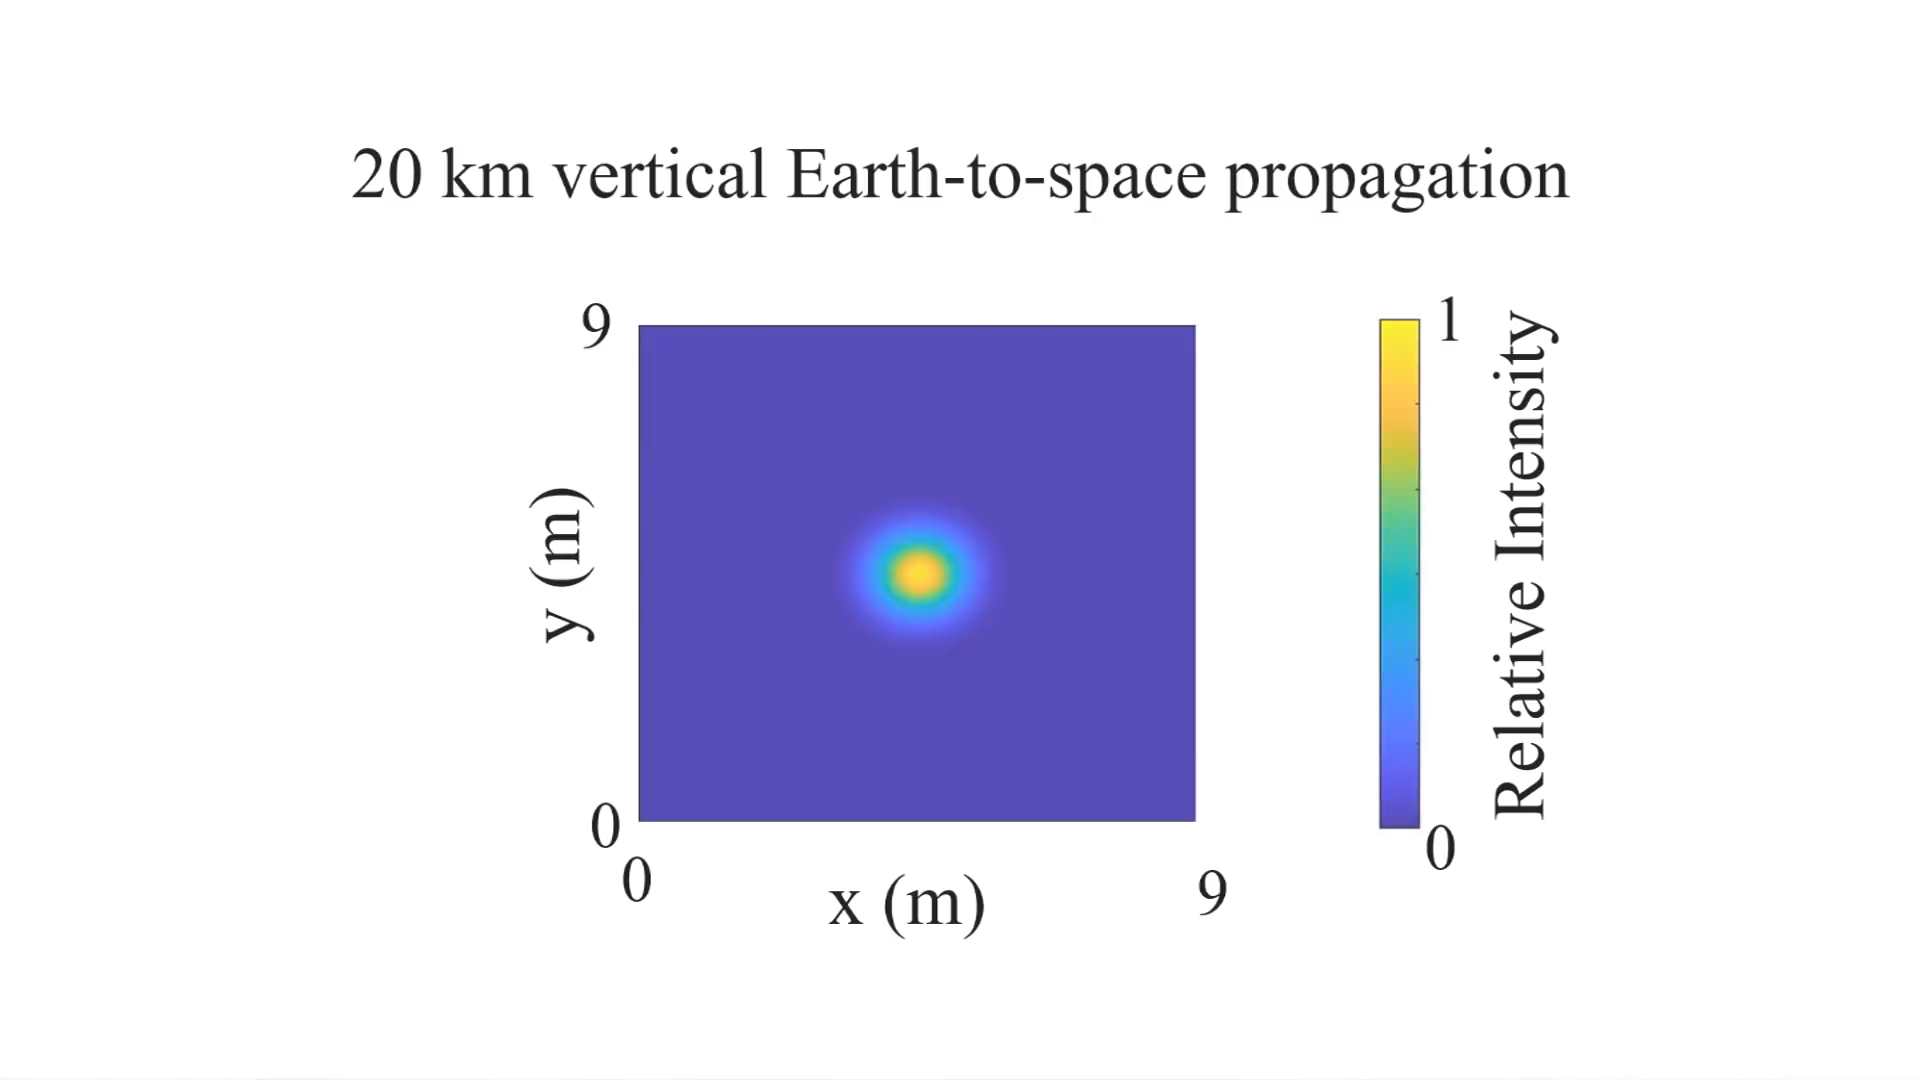 20 km vertical Earth-to-space propagation
9
y (m)
0
0
x (m)
9
1
Relative Intensity
0